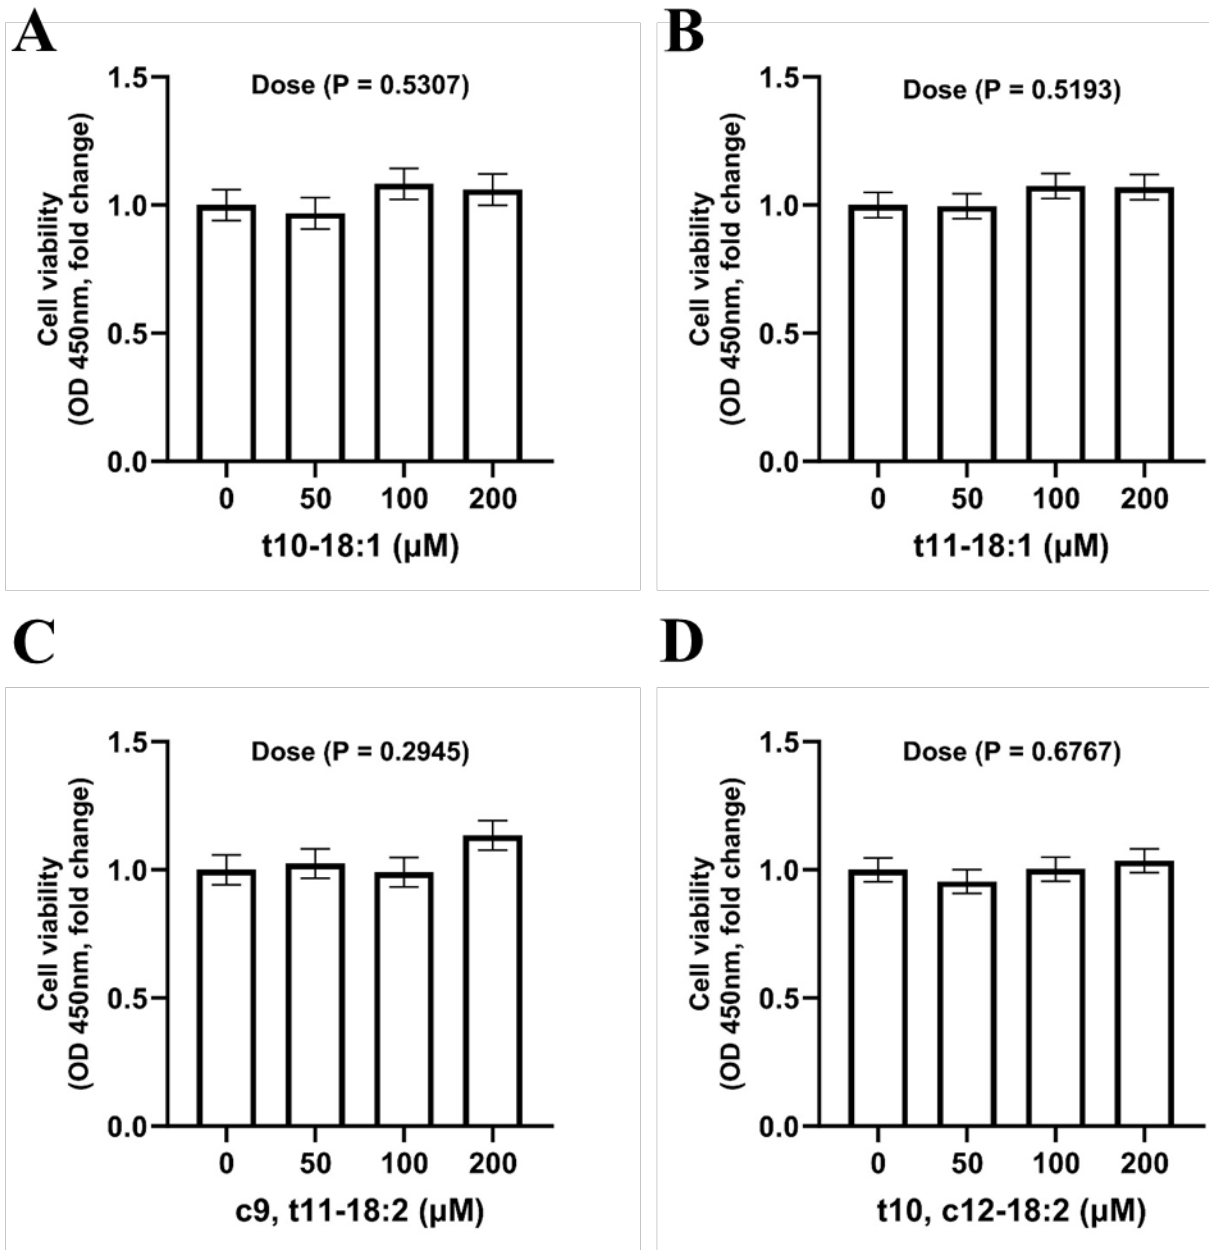 A
Dose (P = 0.5307)
Cell viability
(OD 450nm, fold change)
1.5
1.0
0.5
0.0
0 50 100 200
t10-18:1 (μM)
B
Dose (P = 0.5193)
Cell viability
(OD 450nm, fold change)
1.5
1.0
0.5
0.0
0 50 100 200
t11-18:1 (μM)
C
Dose (P = 0.2945)
Cell viability
(OD 450nm, fold change)
1.5
1.0
0.5
0.0
0 50 100 200
c9, t11-18:2 (μM)
D
Dose (P = 0.6767)
Cell viability
(OD 450nm, fold change)
1.5
1.0
0.5
0.0
0 50 100 200
t10, c12-18:2 (μM)